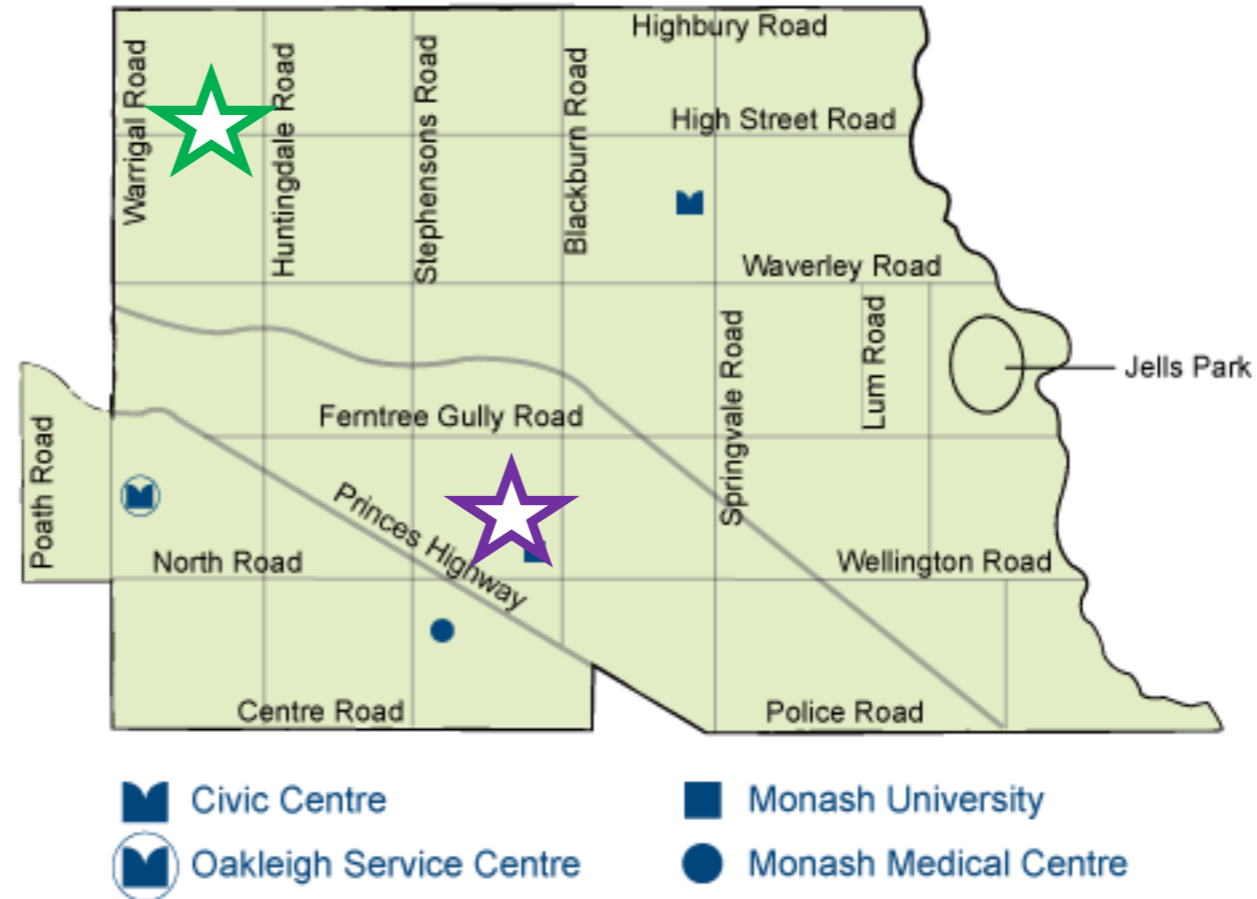 Highbury Road
Warrigal Road
Huntingdale Road
Stephensons Road
Blackburn Road
High Street Road
Waverley Road
Springvale Road
Lum Road
Jells Park
Ferntree Gully Road
Poath Road
Princes Highway
North Road
Wellington Road
Centre Road
Police Road
Civic Centre
Monash University
Oakleigh Service Centre
Monash Medical Centre